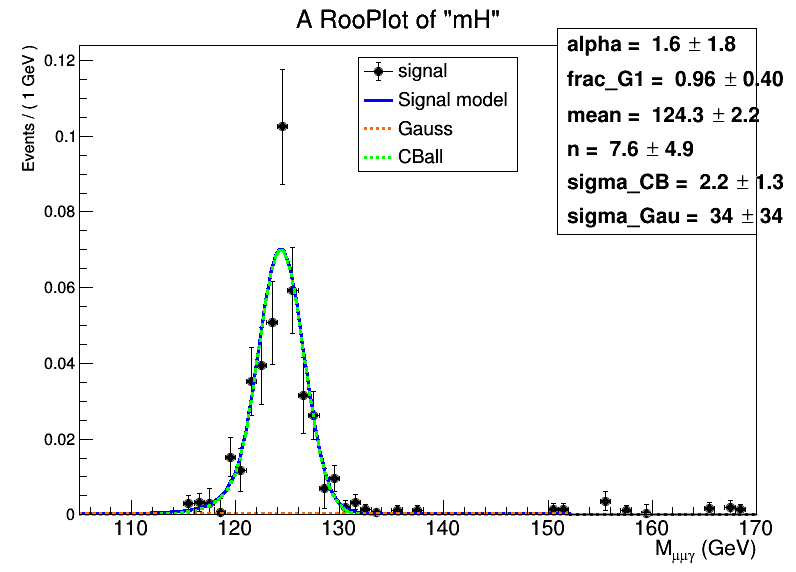 A RooPlot of "mH"
Events / ( 1 GeV )
0.12
0.1
0.08
0.06
0.04
0.02
0
signal
Signal model
Gauss
CBall
alpha = 1.6 ± 1.8
frac_G1 = 0.96 ± 0.40
mean = 124.3 ± 2.2
n = 7.6 ± 4.9
sigma_CB = 2.2 ± 1.3
sigma_Gau = 34 ± 34
110 120 130 140 150 160 170
M_μμγ (GeV)